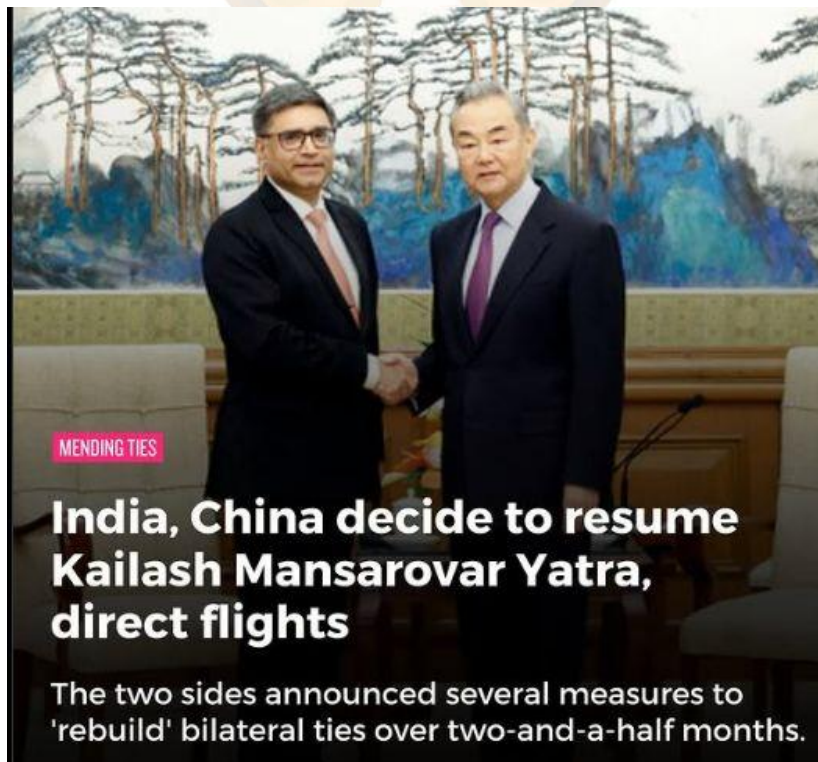 MENDING TIES
India, China decide to resume
Kailash Mansarovar Yatra,
direct flights
The two sides announced several measures to
'rebuild' bilateral ties over two-and-a-half months.